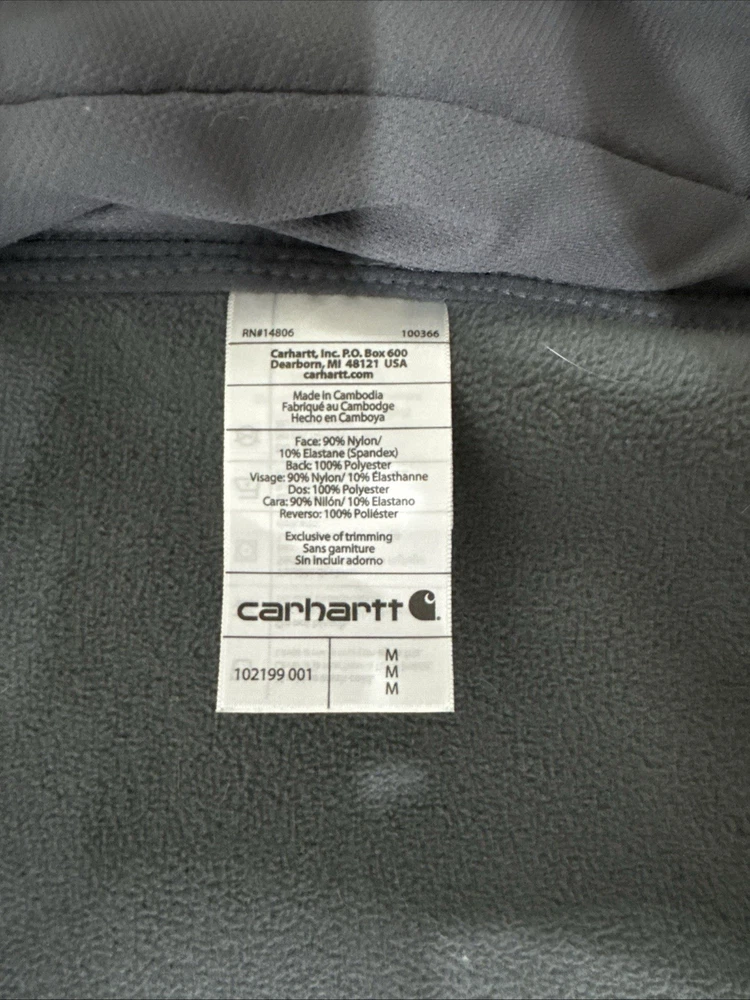 RN#14806 100366
Carhartt, Inc. P.O. Box 600
Dearborn, MI 48121 USA
carhartt.com
Made in Cambodia
Fabriqué au Cambodge
Hecho en Camboya
Face: 90% Nylon/
10% Elastane (Spandex)
Back: 100% Polyester
Visage: 90% Nylon/ 10% Élasthanne
Dos: 100% Polyester
Cara: 90% Nilón/ 10% Elastano
Reverso: 100% Poliéster
Exclusive of trimming
Sans garniture
Sin incluir adorno
carhartt
102199 001
M
M
M